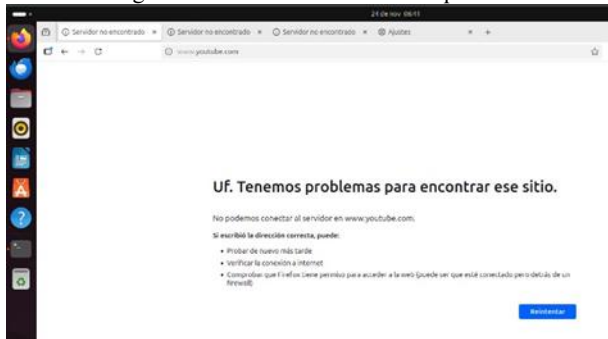 24 de nov 06:41
Servidor no encontrado × Servidor no encontrado × Servidor no encontrado × Ajustes × +
www.youtube.com
Uf. Tenemos problemas para encontrar ese sitio.
No podemos conectar al servidor en www.youtube.com.
Si escribió la dirección correcta, puede:
• Probar de nuevo más tarde
• Verificar la conexión a Internet
• Comprobar que Firefox tiene permiso para acceder a la web (puede ser que esté conectado pero detrás de un
firewall)
Reintentar